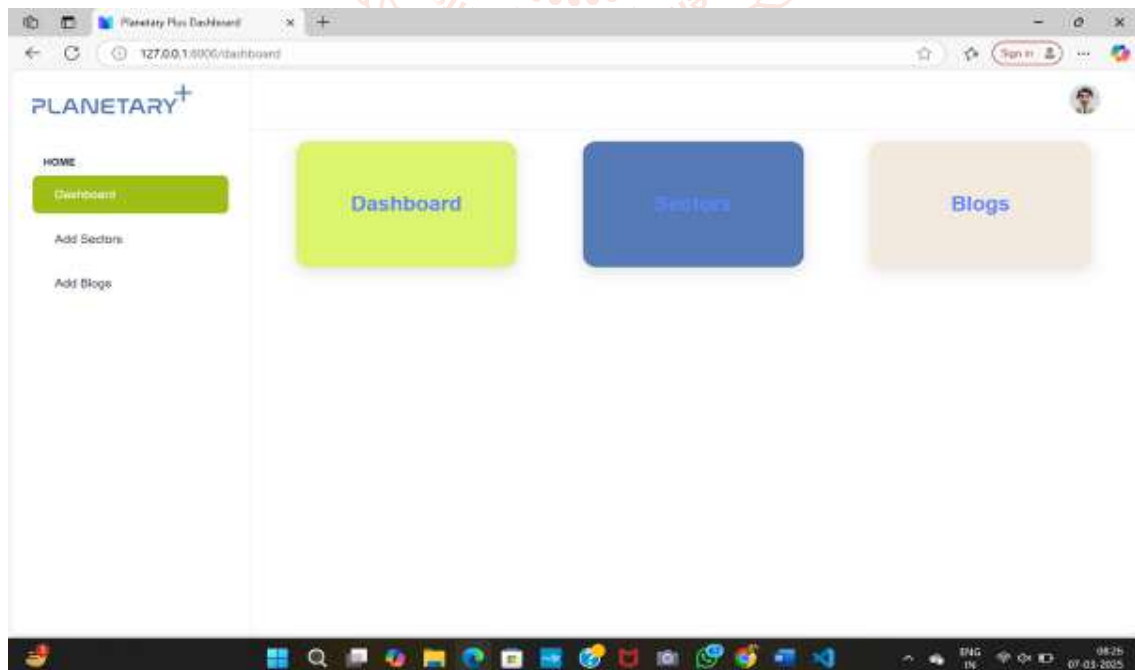 Planetary Plus Dashboard
127.0.0.1:8000/dashboard
Sign in
PLANETARY+
HOME
Dashboard
Add Sectors
Add Blogs
Dashboard
Sectors
Blogs
ENG
IN
08:25
07-03-2025